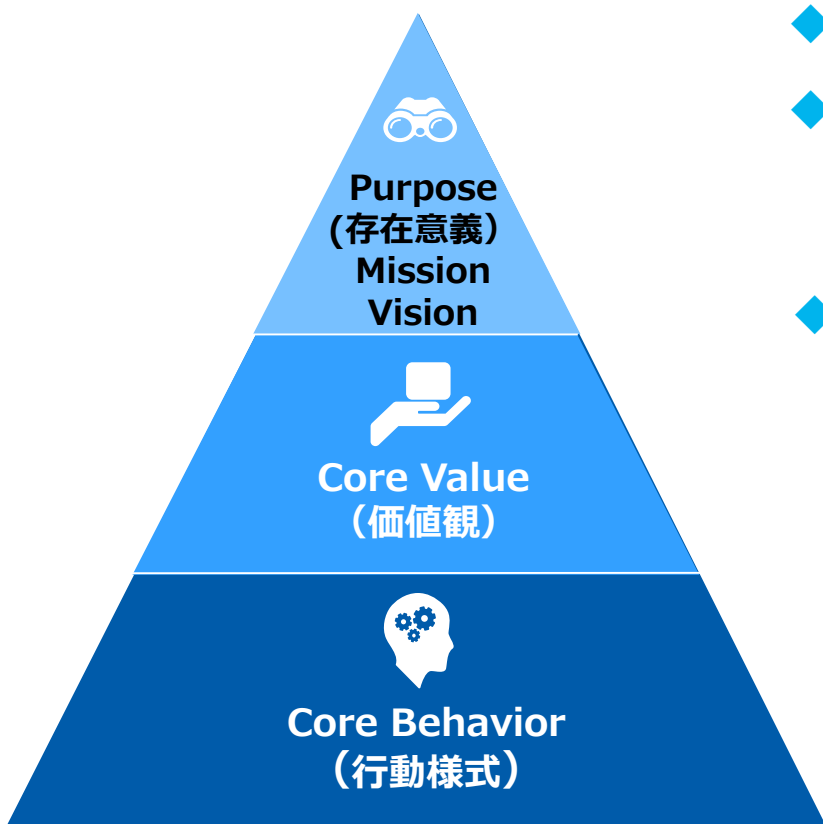 Purpose
(存在意義）
Mission
Vision
Core Value
（価値観）
Core Behavior
（行動様式）